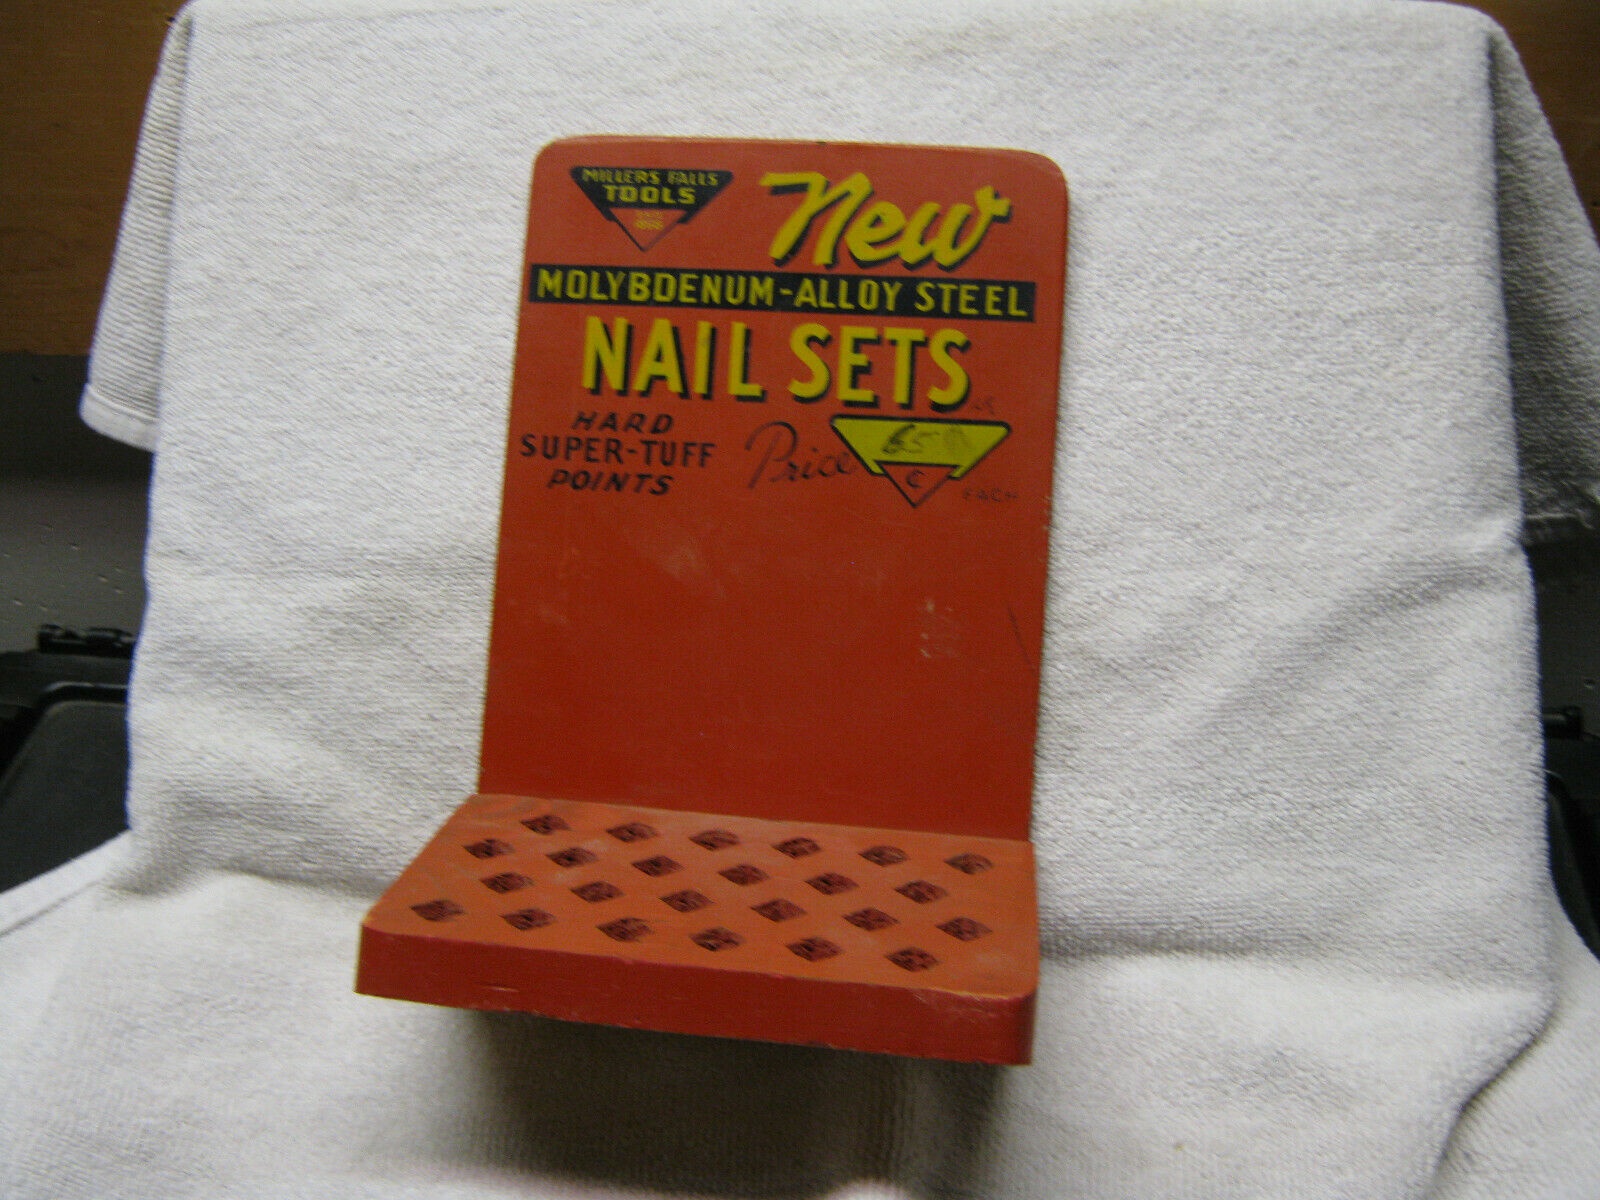 MILLERS FALLS
TOOLS
New
MOLYBDENUM-ALLOY STEEL
NAIL SETS
HARD
SUPER-TUFF
POINTS
Price
65
¢
EACH